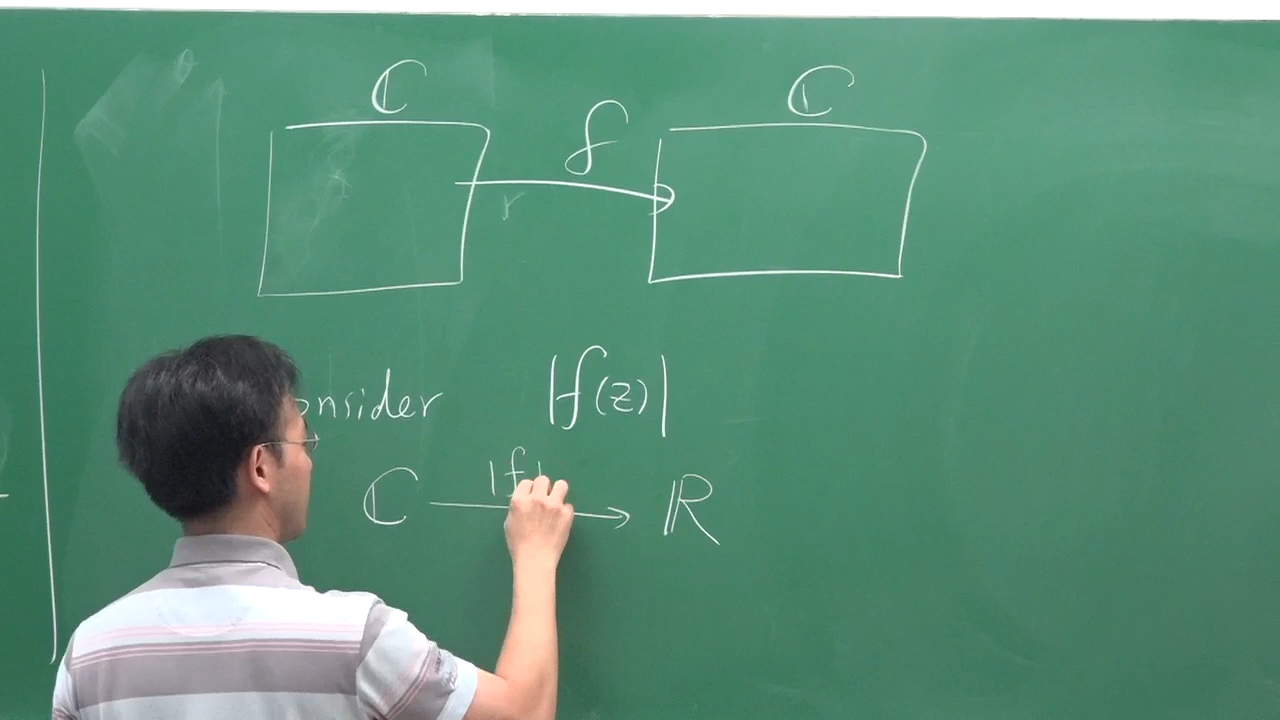 ℂ ℂ
f
r
onsider |f(z)|
|f|
ℂ → ℝ